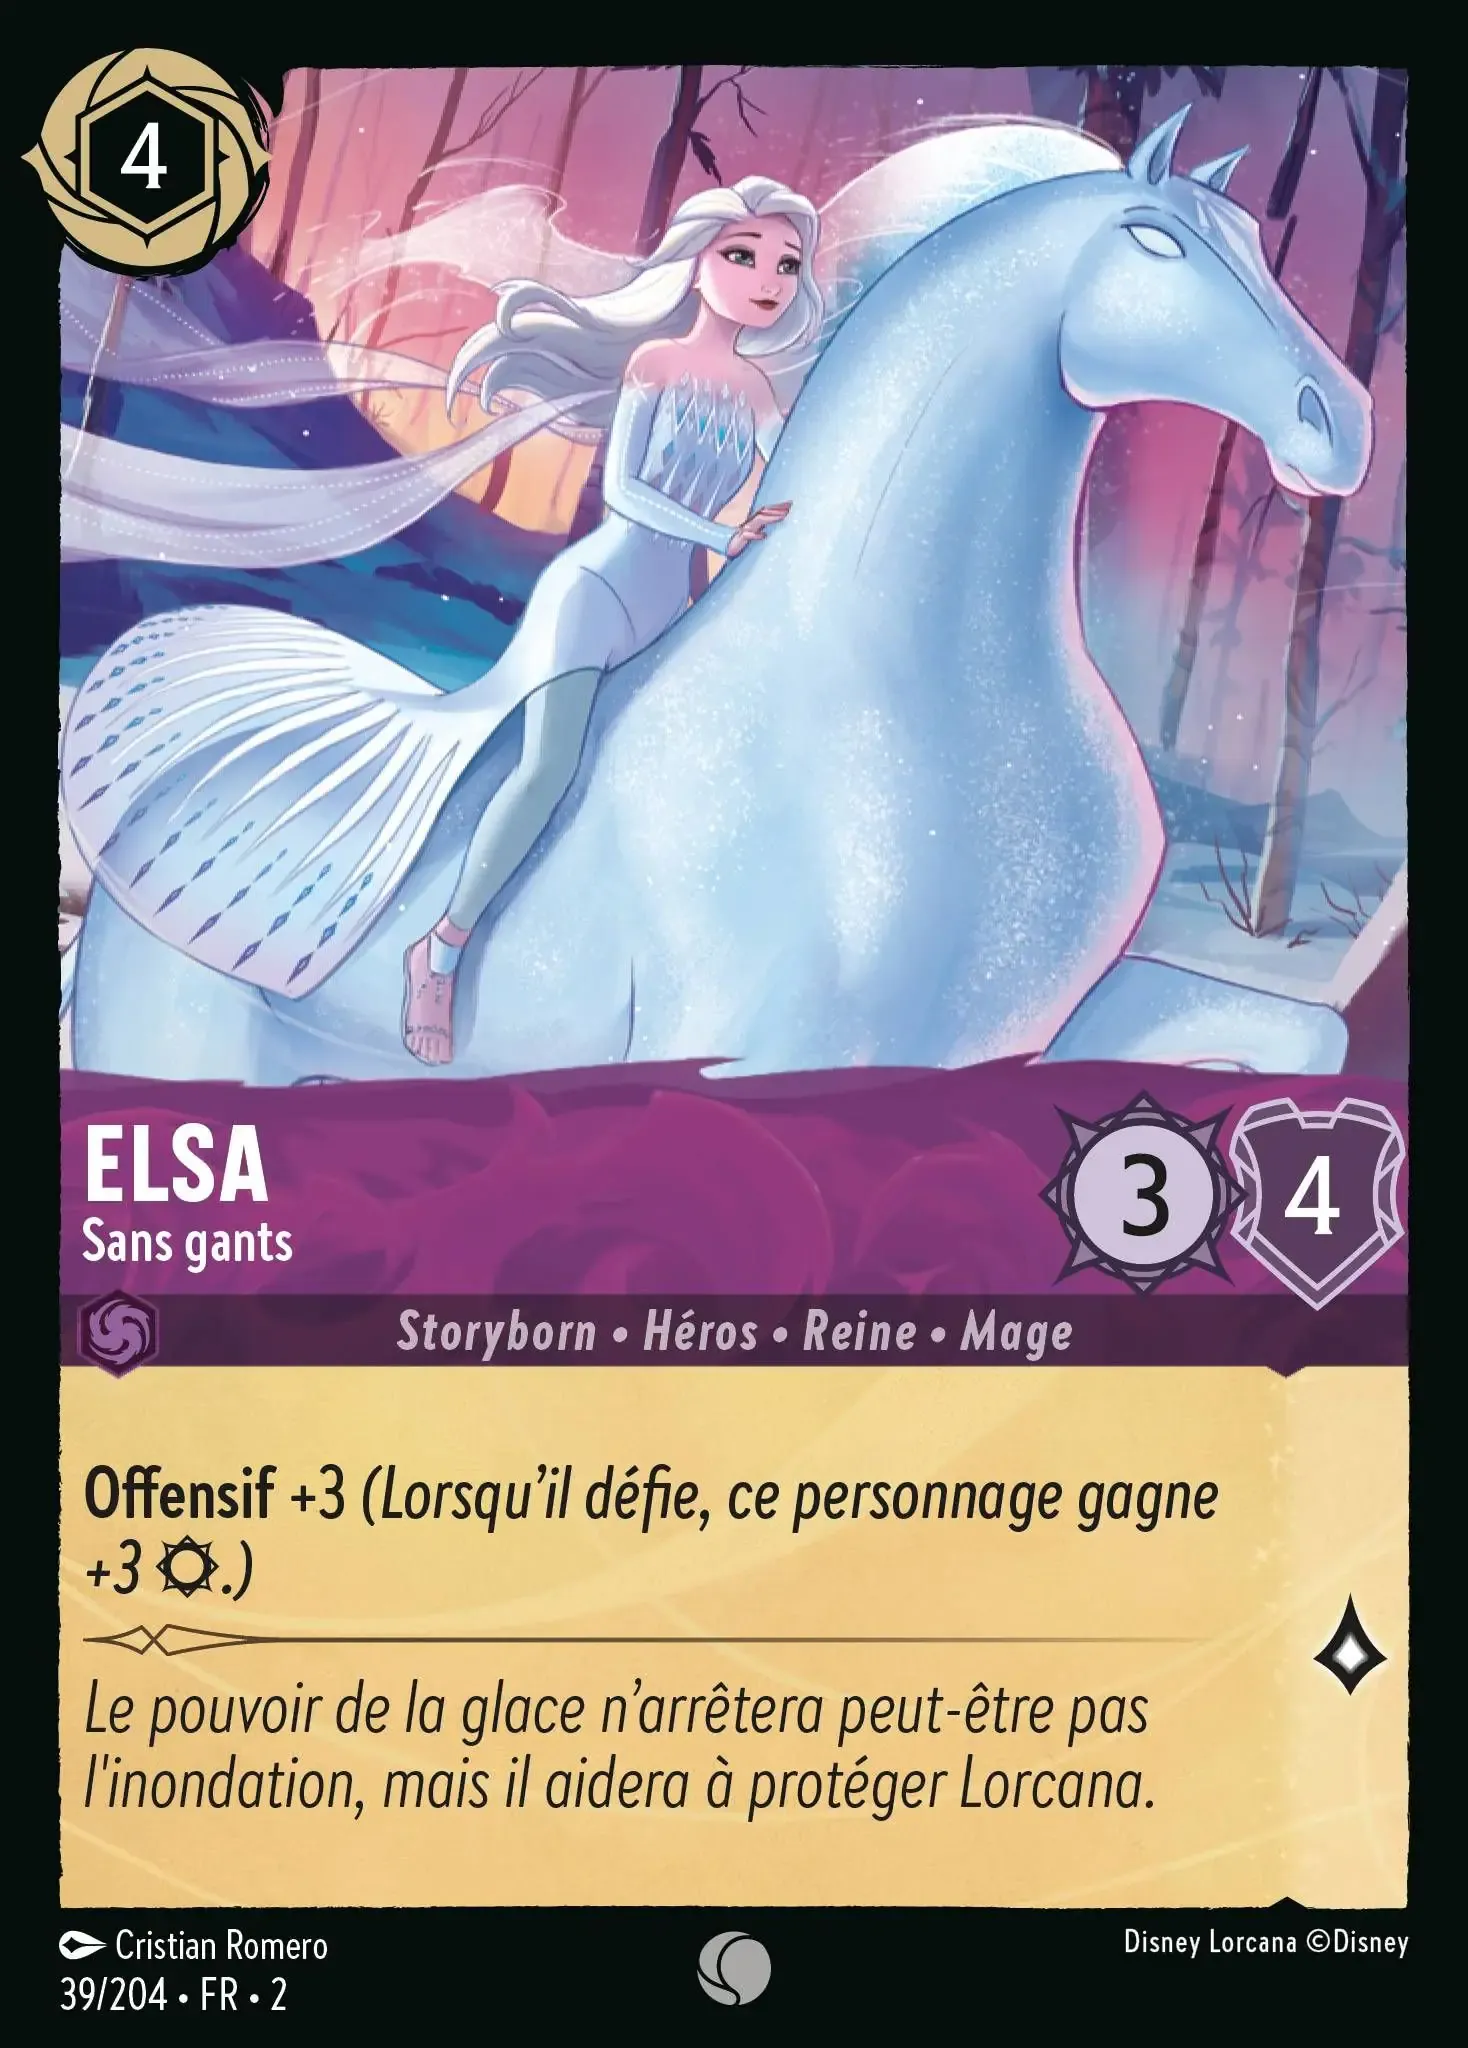 4
ELSA
Sans gants
3
4
Storyborn • Héros • Reine • Mage
Offensif +3 (Lorsqu’il défie, ce personnage gagne
+3 .)
Le pouvoir de la glace n’arrêtera peut-être pas
l'inondation, mais il aidera à protéger Lorcana.
Cristian Romero
Disney Lorcana ©Disney
39/204 • FR • 2